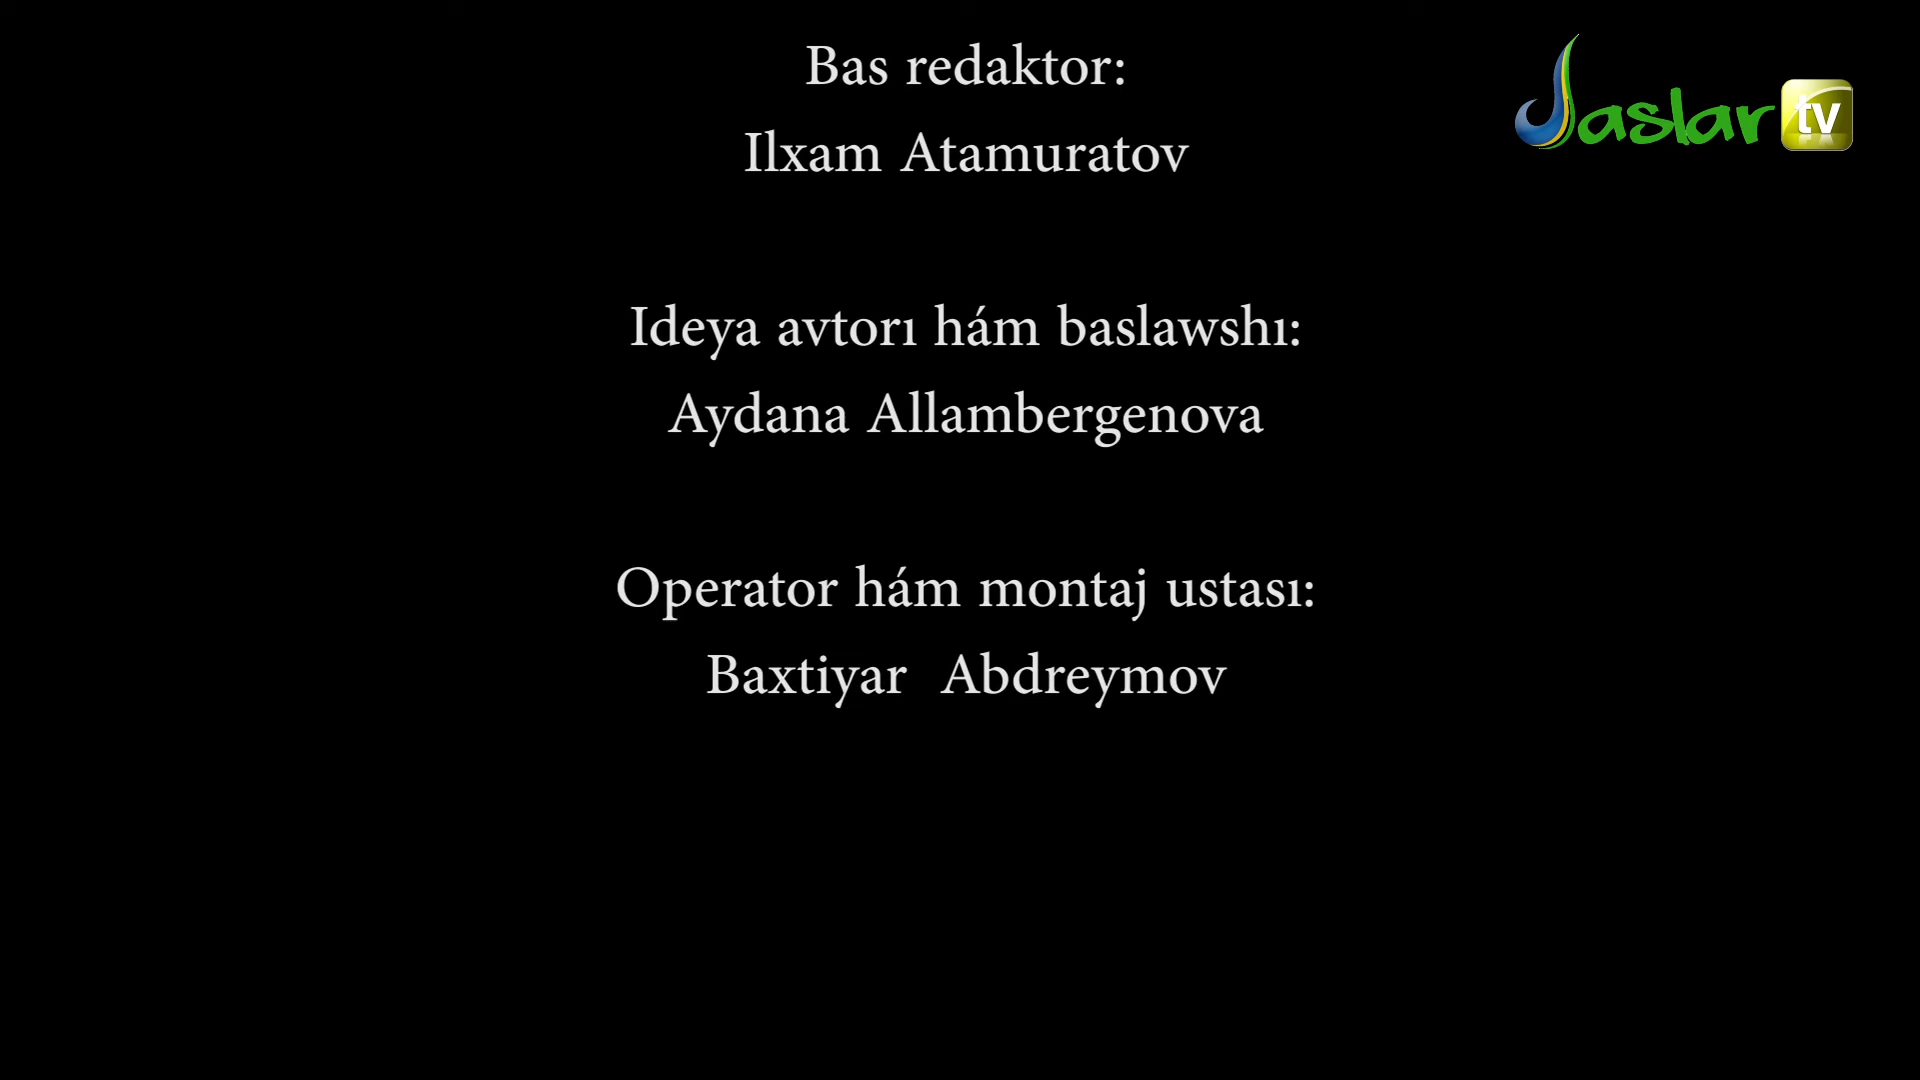 Bas redaktor:
Ilxam Atamuratov
Jaslar tv
Ideya avtorı hám baslawshı:
Aydana Allambergenova
Operator hám montaj ustası:
Baxtiyar Abdreymov